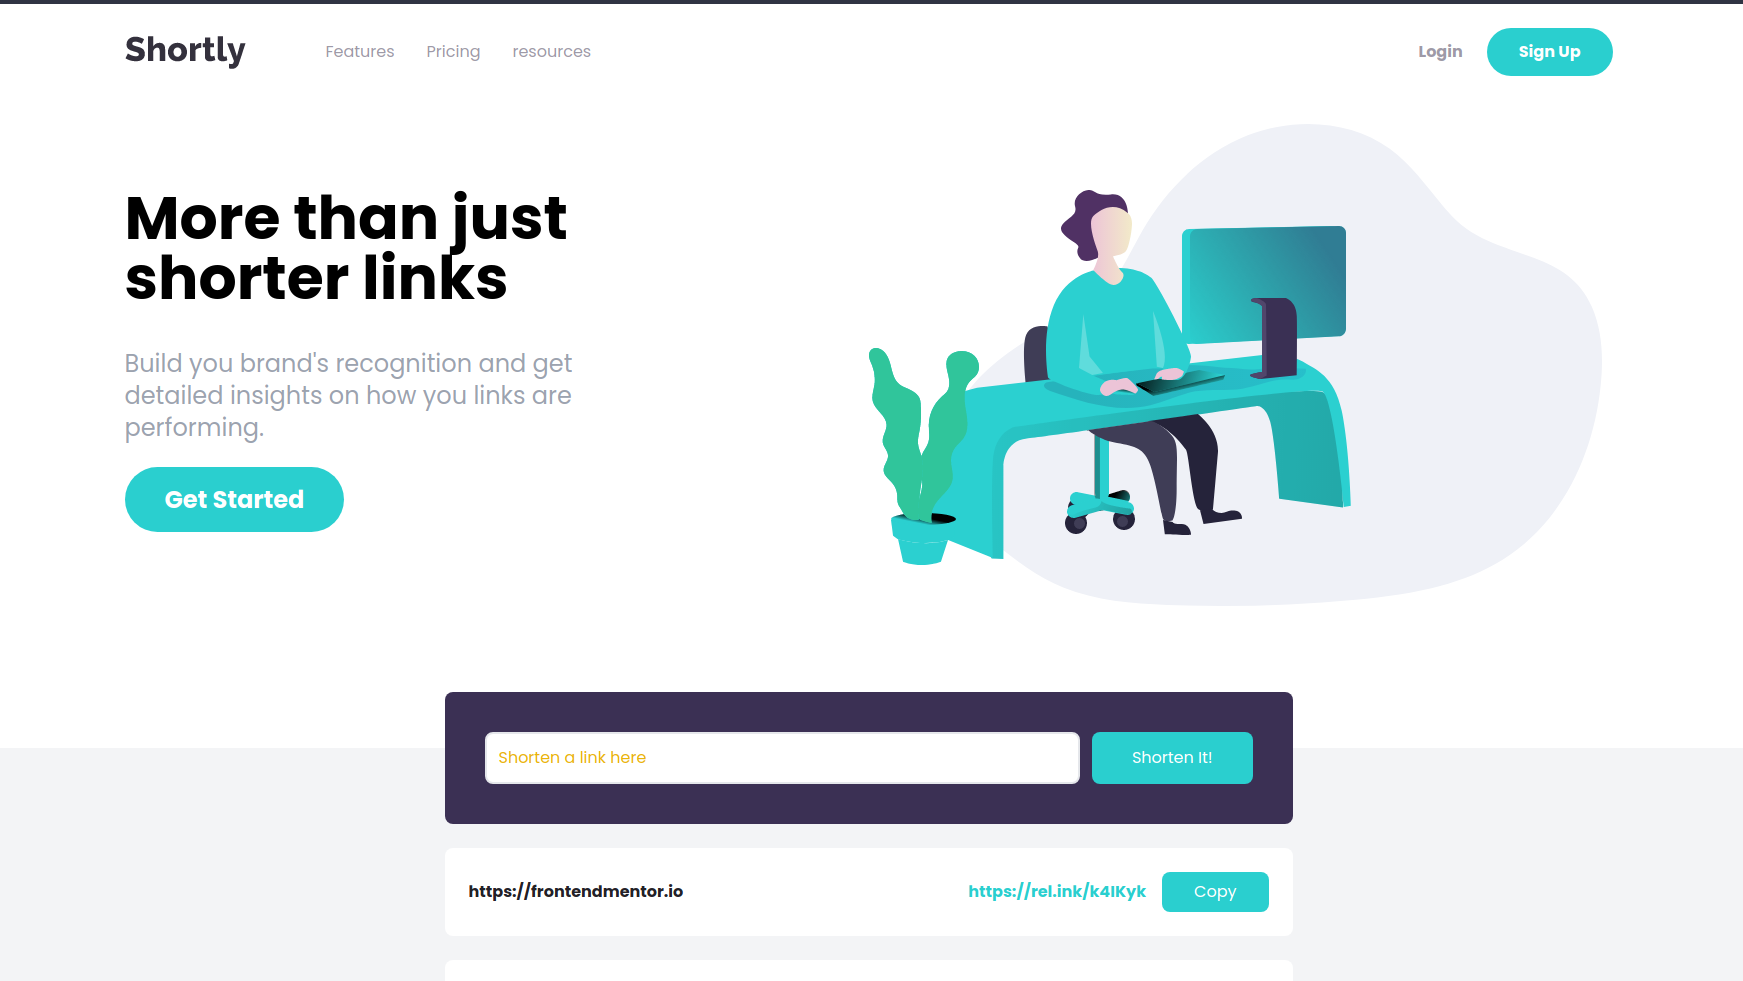 Shortly Features Pricing resources Login Sign Up
More than just
shorter links
Build you brand's recognition and get
detailed insights on how you links are
performing.
Get Started
Shorten a link here Shorten It!
https://frontendmentor.io https://rel.ink/k4lKyk Copy